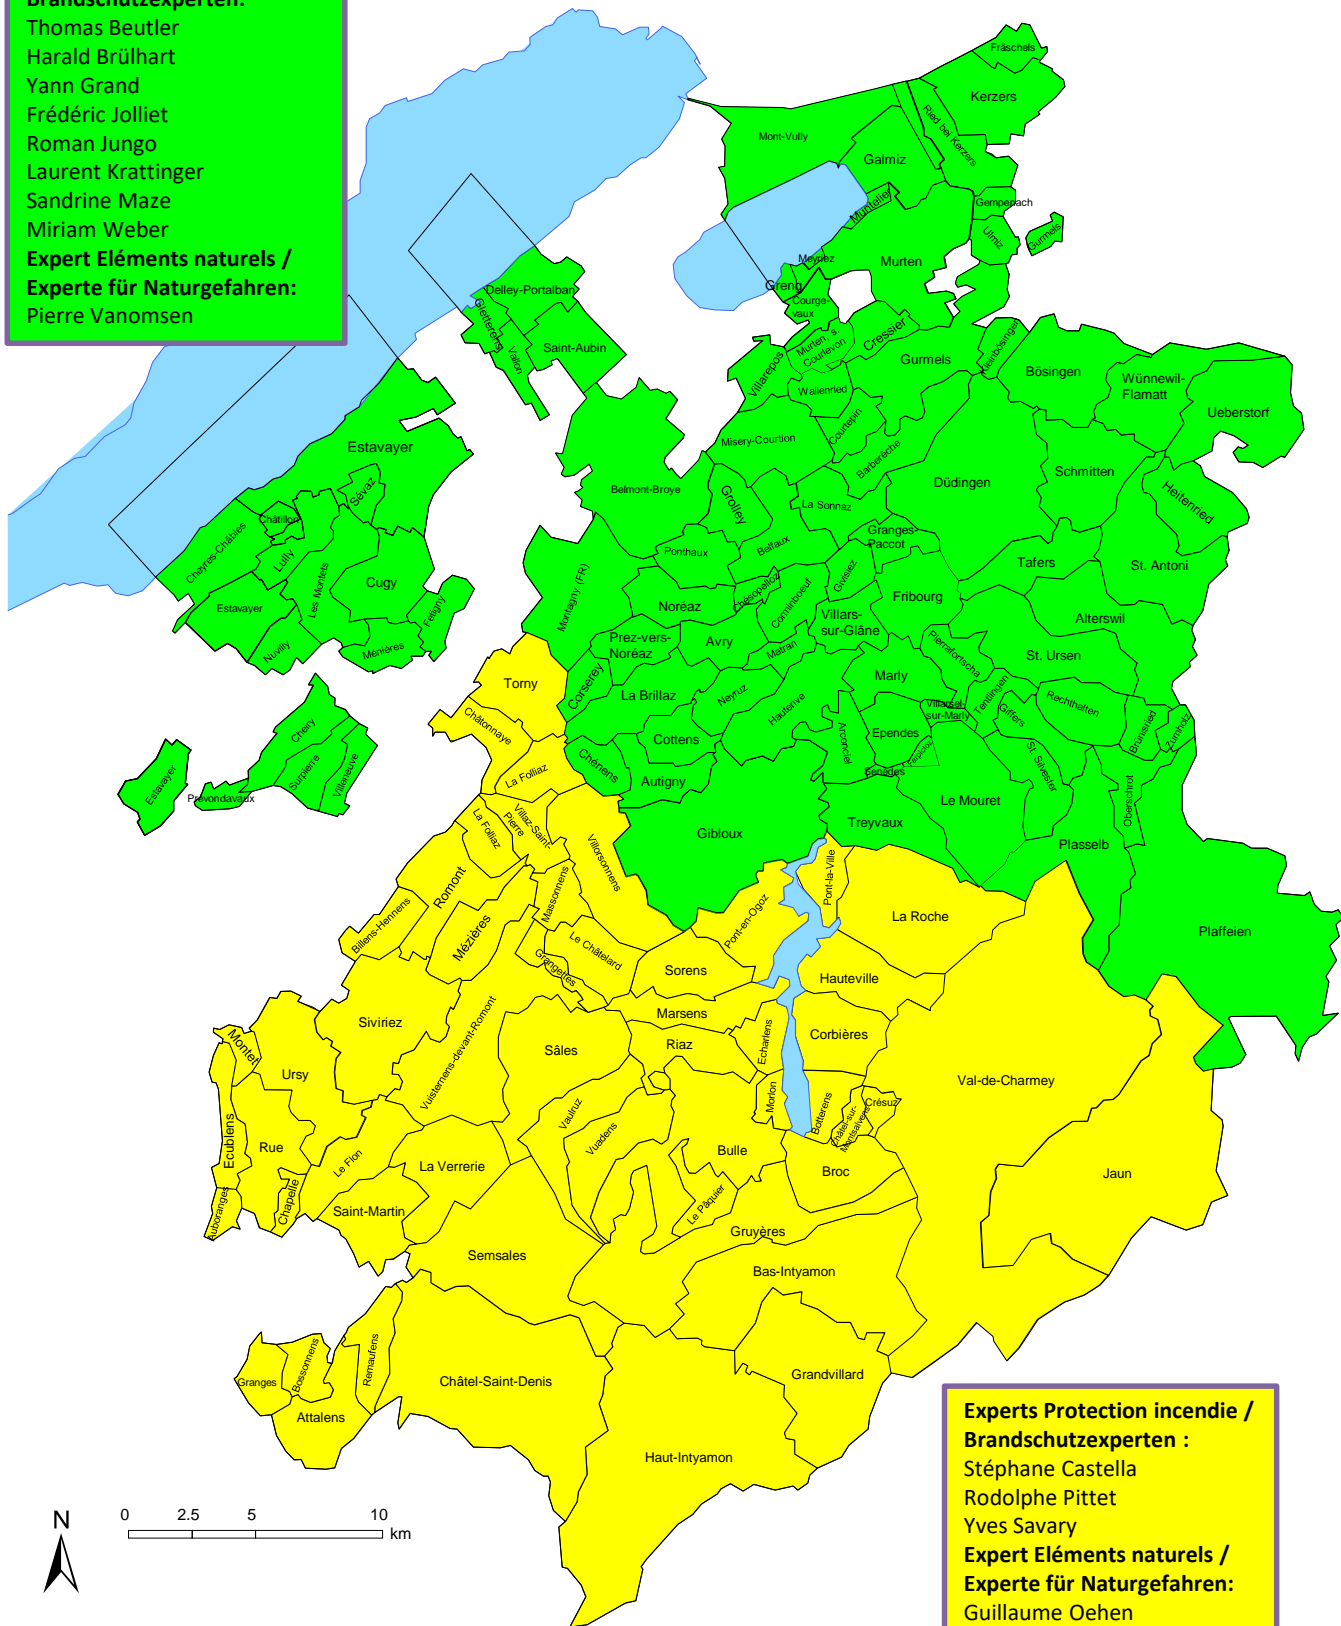 Brandschutzexperten:
Thomas Beutler
Harald Brülhart
Yann Grand
Frédéric Jolliet
Roman Jungo
Laurent Krattinger
Sandrine Maze
Miriam Weber
Expert Eléments naturels /
Experte für Naturgefahren:
Pierre Vanomsen
Fräschels
Kerzers
Ried bei Kerzers
Mont-Vully
Galmiz
Gempenach
Muntelier
Ulmiz
Gurmels
Meyriez
Murten
Greng
Courge-
vaux
Delley-Portalban
Gletterens
Vallon
Saint-Aubin
Murten, s.
Courlevon
Cressier
Villarepos
Gurmels
Kleinbösingen
Bösingen
Wünnewil-
Flamatt
Ueberstorf
Wallenried
Estavayer
Misery-Courtion
Courtepin
Barberêche
Düdingen
Schmitten
Heitenried
Sévaz
Belmont-Broye
Grolley
La Sonnaz
Châtillon
Cheyres-Châbles
Lully
Ponthaux
Belfaux
Granges-
Paccot
Tafers
St. Antoni
Les Montets
Cugy
Montagny (FR)
Noréaz
Chésopelloz
Corminboeuf
Givisiez
Fribourg
Estavayer
Fétigny
Villars-
sur-Glâne
Alterswil
Nuvilly
Ménières
Prez-vers-
Noréaz
Avry
Matran
Pierrafortscha
St. Ursen
Torny
Corserey
La Brillaz
Neyruz
Hauterive
Marly
Tentlingen
Giffers
Rechthalten
Villarsel-
sur-Marly
Châtonnaye
Cheiry
Surpierre
Villeneuve
Cottens
Arconciel
Ependes
Ferpicloz
Brünisried
Zumholz
Chénens
Autigny
Senèdes
St. Silvester
Estavayer
Prévondavaux
La Folliaz
Le Mouret
Oberschrot
La Folliaz
Villaz-Saint-
Pierre
Gibloux
Treyvaux
Plasselb
Villorsonnens
Romont
Massonnens
Pont-la-Ville
La Roche
Plaffeien
Billens-Hennens
Mézières
Le Châtelard
Pont-en-Ogoz
Grangettes
Sorens
Hauteville
Siviriez
Vuisternens-devant-Romont
Marsens
Echarlens
Corbières
Montet
Ursy
Sâles
Riaz
Val-de-Charmey
Morlon
Botterens
Châtel-sur-
Montsalvens
Crésuz
Vaulruz
Vuadens
Ecublens
Rue
Le Flon
La Verrerie
Bulle
Broc
Jaun
Auboranges
Chapelle
Saint-Martin
Le Pâquier
Gruyères
Semsales
Bas-Intyamon
Remaufens
Bossonnens
Granges
Châtel-Saint-Denis
Grandvillard
Attalens
Haut-Intyamon
Experts Protection incendie /
Brandschutzexperten :
Stéphane Castella
Rodolphe Pittet
Yves Savary
Expert Eléments naturels /
Experte für Naturgefahren:
Guillaume Oehen
N
0 2.5 5 10
km